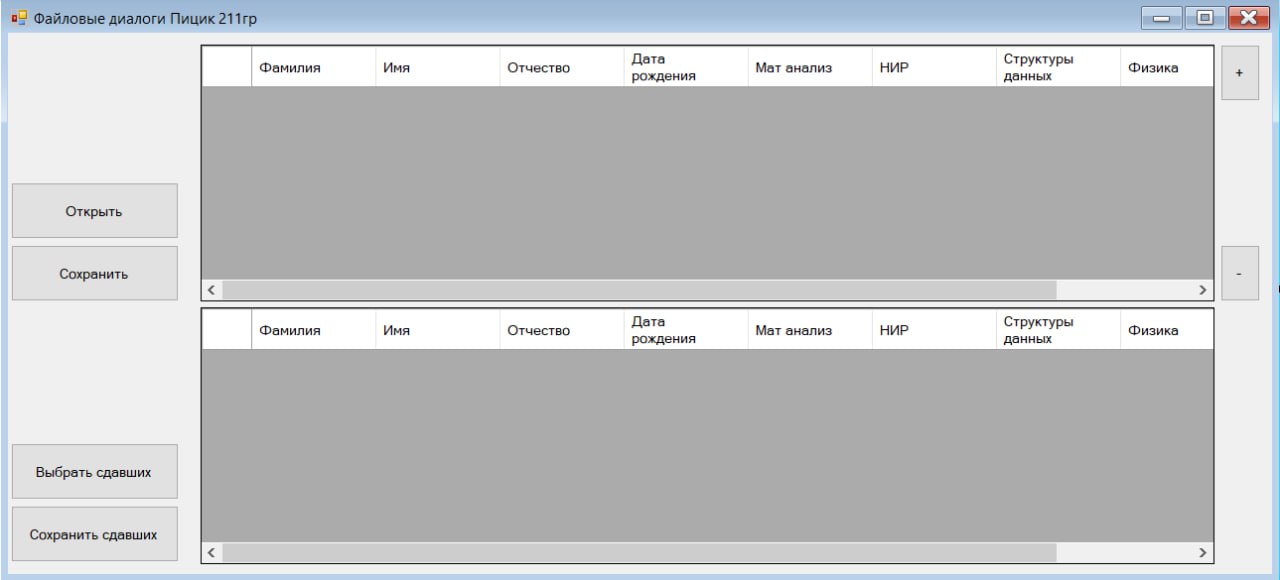 Файловые диалоги Пицик 211гр
Фамилия Имя Отчество Дата рождения Мат анализ НИР Структуры данных Физика
+
Открыть
Сохранить
-
Фамилия Имя Отчество Дата рождения Мат анализ НИР Структуры данных Физика
Выбрать сдавших
Сохранить сдавших